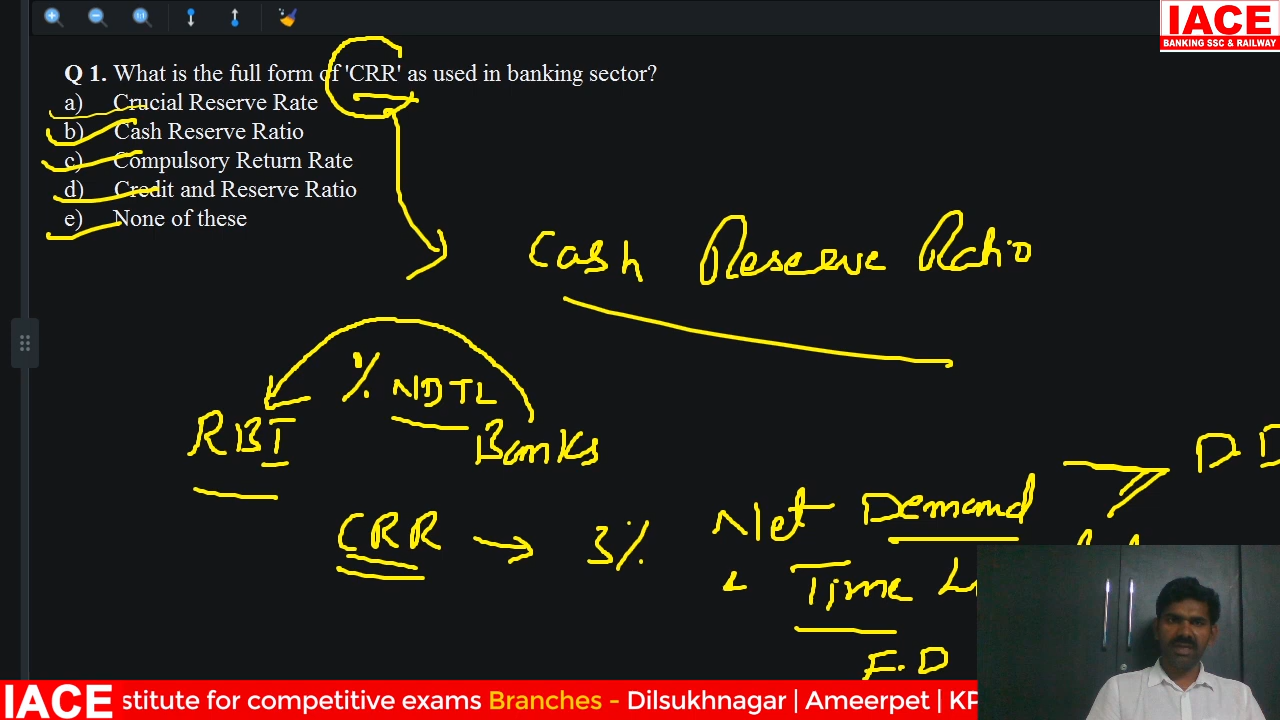 IACE
BANKING SSC & RAILWAY
Q 1. What is the full form of 'CRR' as used in banking sector?
a) Crucial Reserve Rate
b) Cash Reserve Ratio
c) Compulsory Return Rate
d) Credit and Reserve Ratio
e) None of these
Cash Reserve Ratio
% NDTL
RBI Banks
DD
CRR → 3% Net Demand
Time
F.D
IACE stitute for competitive exams Branches - Dilsukhnagar | Ameerpet | KP